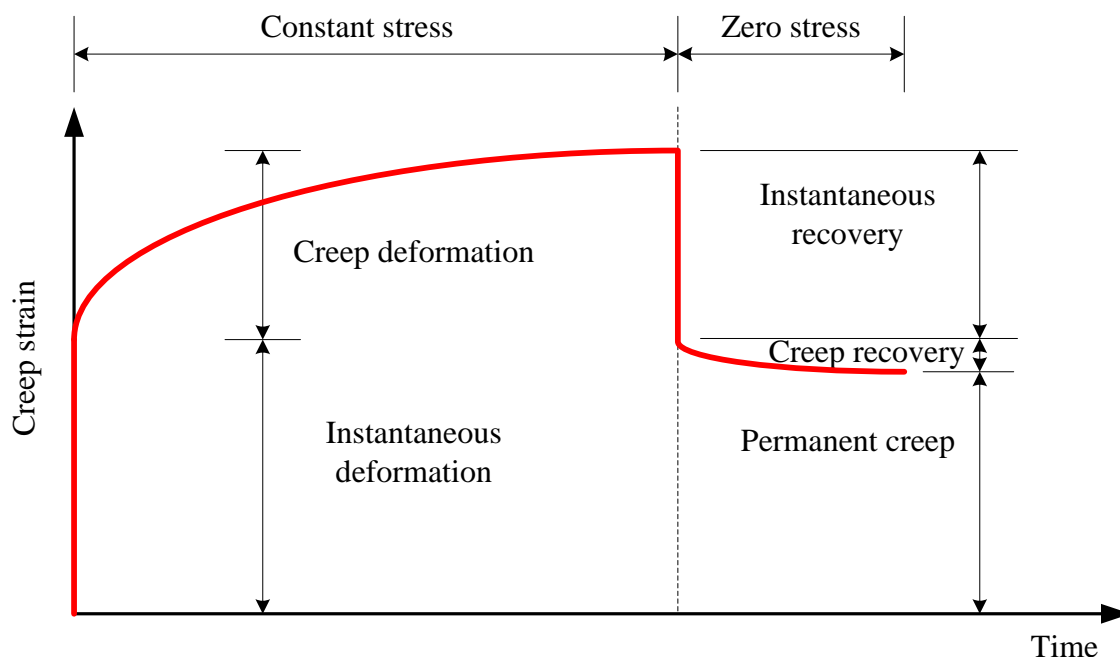 Constant stress
Zero stress
Instantaneous
recovery
Creep deformation
Creep recovery
Creep strain
Instantaneous
deformation
Permanent creep
Time